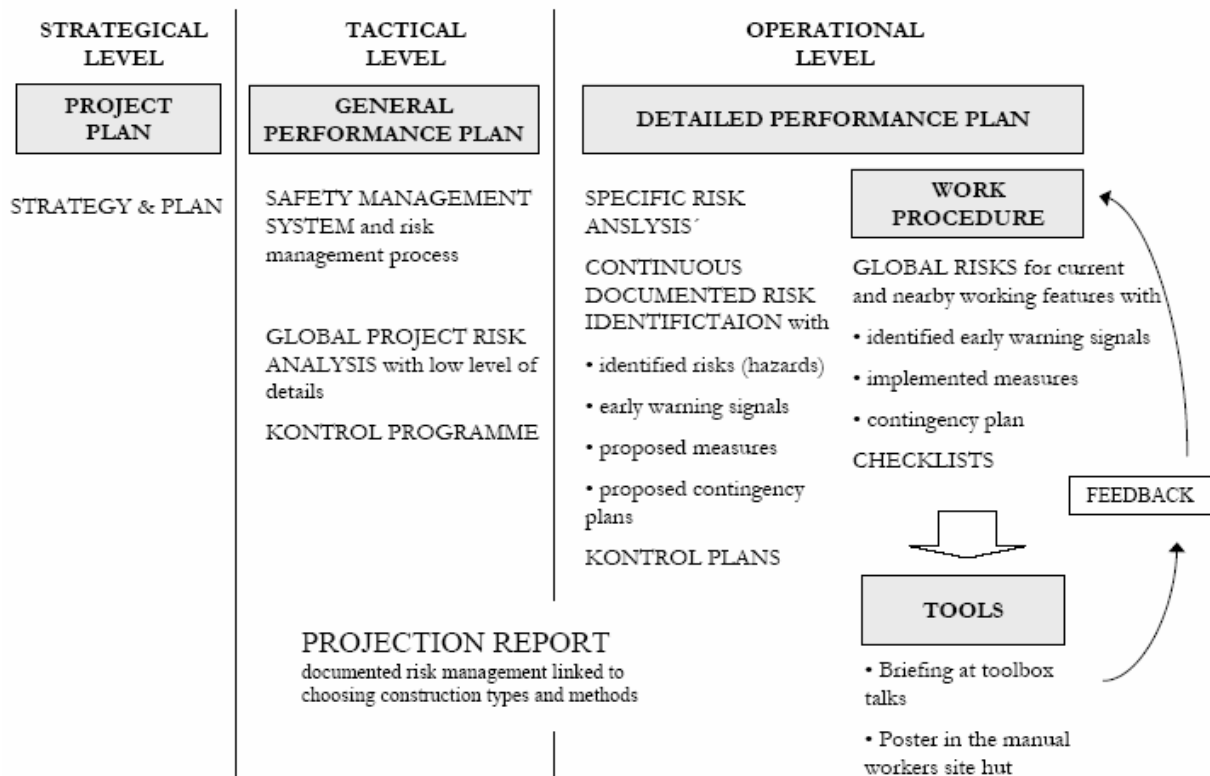 STRATEGICAL
LEVEL
PROJECT
PLAN
STRATEGY & PLAN
TACTICAL
LEVEL
GENERAL
PERFORMANCE PLAN
SAFETY MANAGEMENT
SYSTEM and risk
management process
GLOBAL PROJECT RISK
ANALYSIS with low level of
details
KONTROL PROGRAMME
OPERATIONAL
LEVEL
DETAILED PERFORMANCE PLAN
SPECIFIC RISK
ANSLYSIS´
CONTINUOUS
DOCUMENTED RISK
IDENTIFICTAION with
• identified risks (hazards)
• early warning signals
• proposed measures
• proposed contingency
plans
KONTROL PLANS
WORK
PROCEDURE
GLOBAL RISKS for current
and nearby working features with
• identified early warning signals
• implemented measures
• contingency plan
CHECKLISTS
FEEDBACK
TOOLS
• Briefing at toolbox
talks
• Poster in the manual
workers site hut
PROJECTION REPORT
documented risk management linked to
choosing construction types and methods